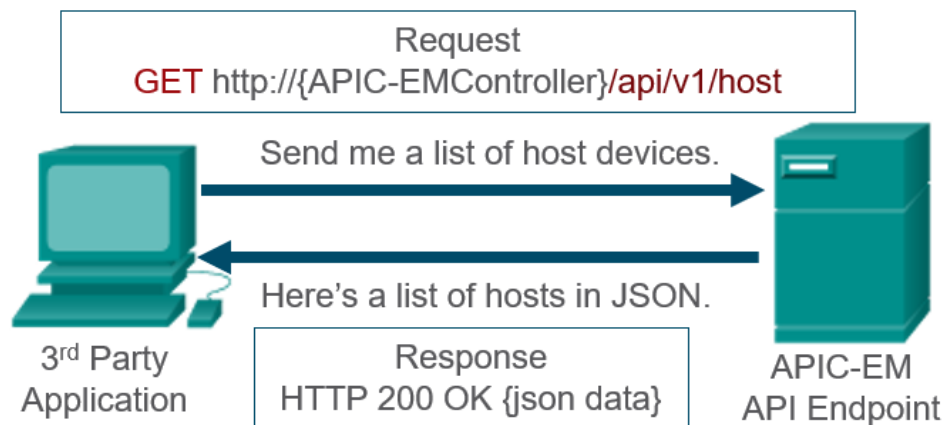 Request
GET http://{APIC-EMController}/api/v1/host
Send me a list of host devices.
Here's a list of hosts in JSON.
3rd Party
Application
Response
HTTP 200 OK {json data}
APIC-EM
API Endpoint